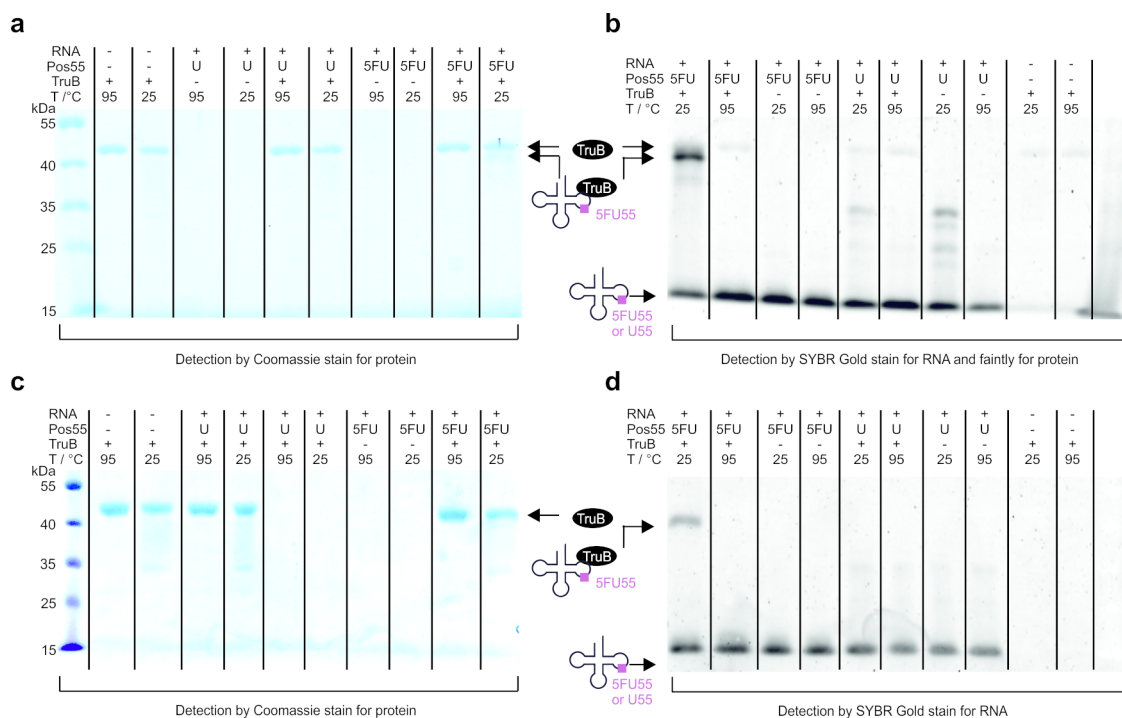 a
RNA - - + + + + + + + +
Pos55 - - U U U U 5FU 5FU 5FU 5FU
TruB + + - - + + - - + +
T /°C 95 25 95 25 95 25 95 25 95 25
kDa
55
40
35
25
15
Detection by Coomassie stain for protein
TruB
TruB
5FU55
5FU55
or U55
b
RNA + + + + + + + + - -
Pos55 5FU 5FU 5FU 5FU U U U U - -
TruB + + - - + + - - + +
T / °C 25 95 25 95 25 95 25 95 25 95
Detection by SYBR Gold stain for RNA and faintly for protein
c
RNA - - + + + + + + + +
Pos55 - - U U U U 5FU 5FU 5FU 5FU
TruB + + + + + + - - + +
T / °C 95 25 95 25 95 25 95 25 95 25
kDa
55
40
35
25
15
Detection by Coomassie stain for protein
TruB
TruB
5FU55
5FU55
or U55
d
RNA + + + + + + + + - -
Pos55 5FU 5FU 5FU 5FU U U U U - -
TruB + + - - + + - - + +
T / °C 25 95 25 95 25 95 25 95 25 95
Detection by SYBR Gold stain for RNA